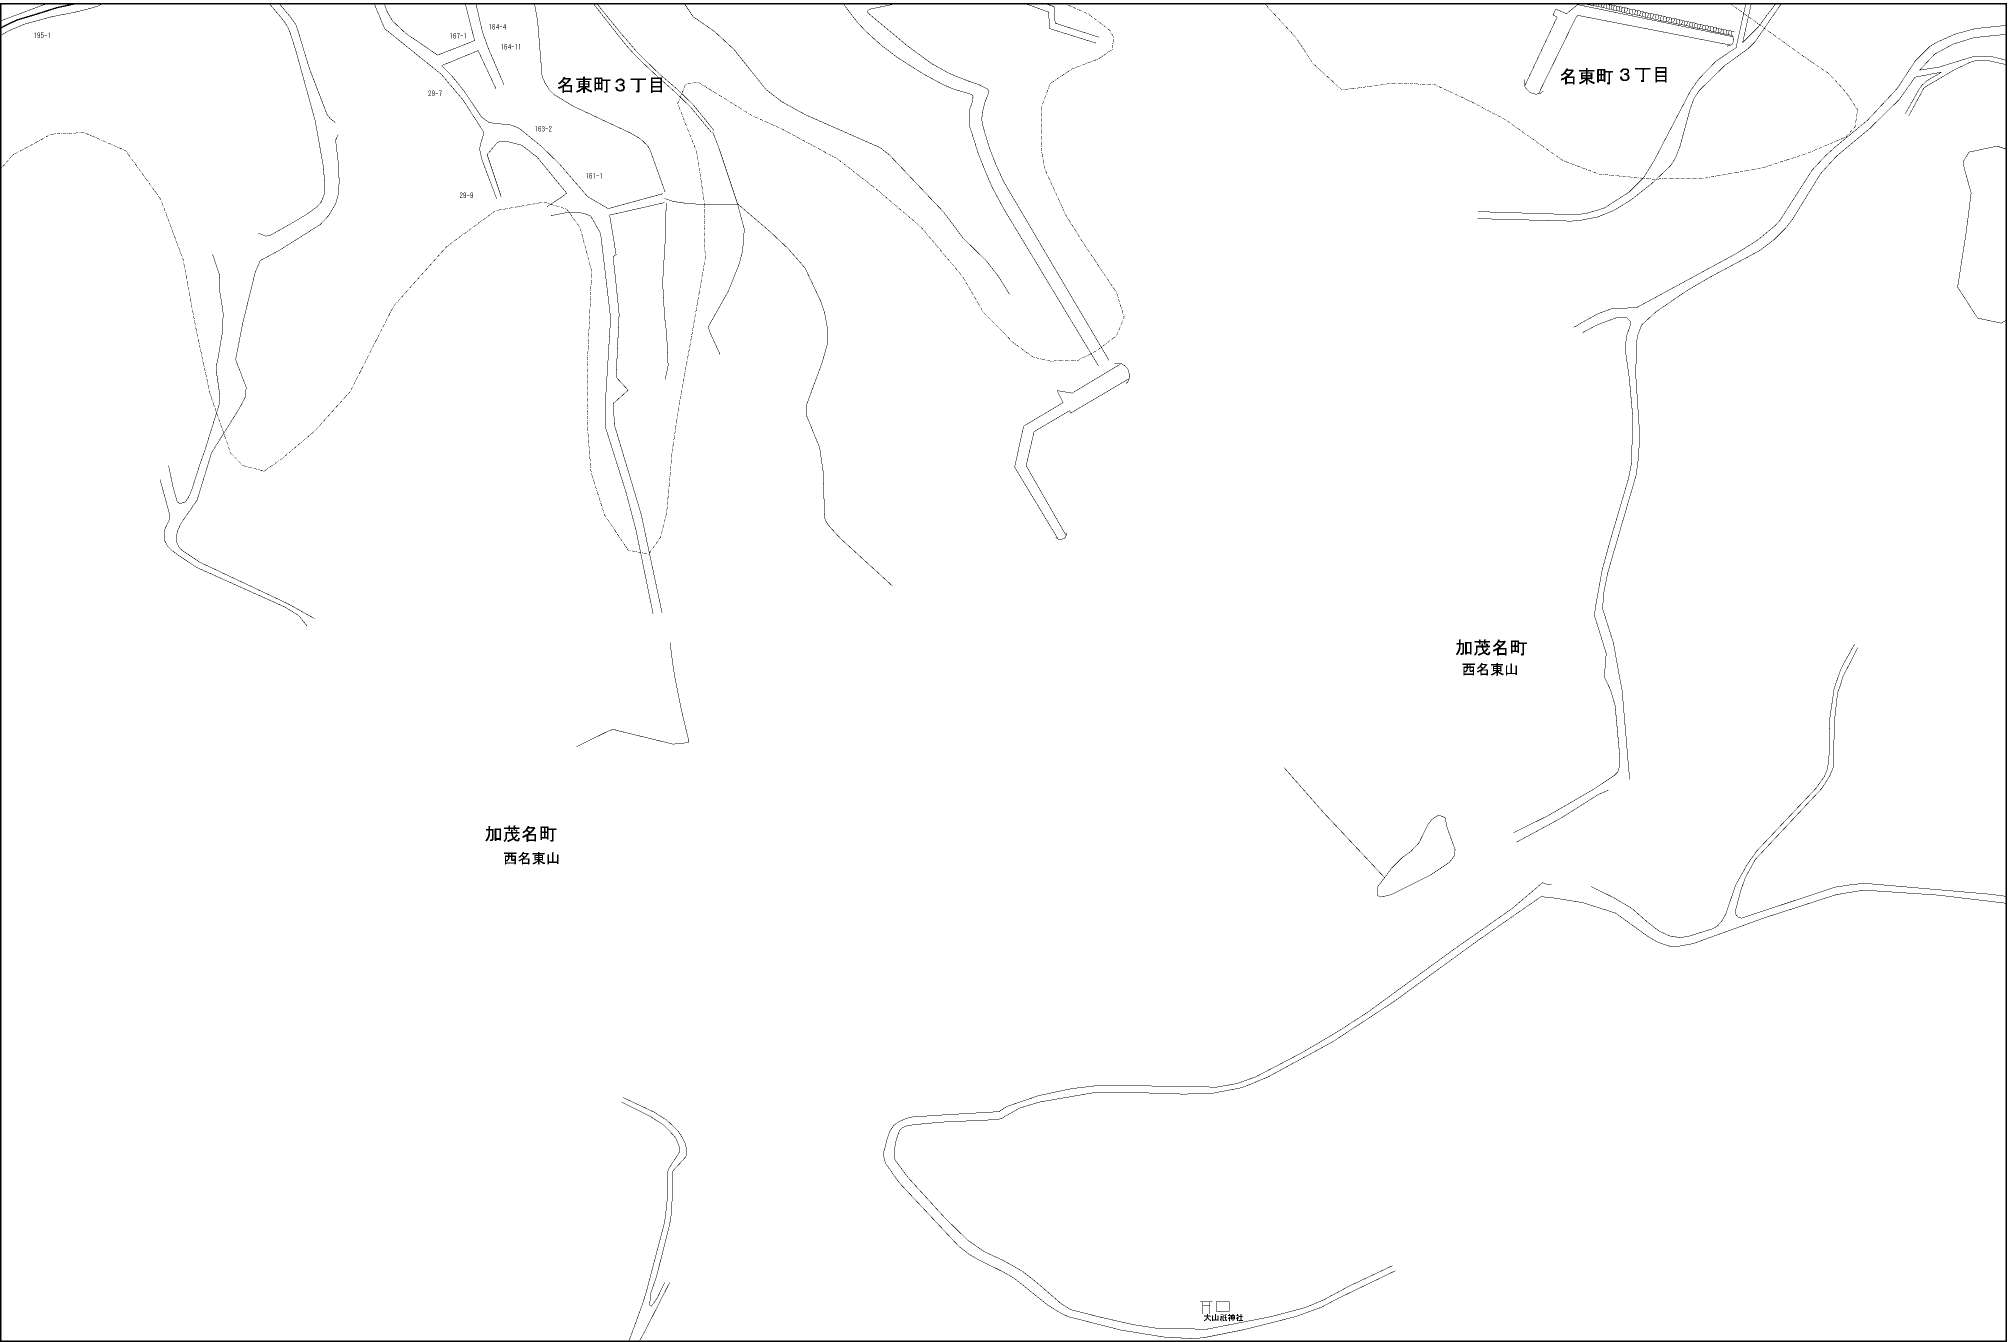 195-1
167-1
164-4
164-11
名東町3丁目
名東町3丁目
29-7
163-2
161-1
29-9
加茂名町
西名東山
加茂名町
西名東山
大山祇神社